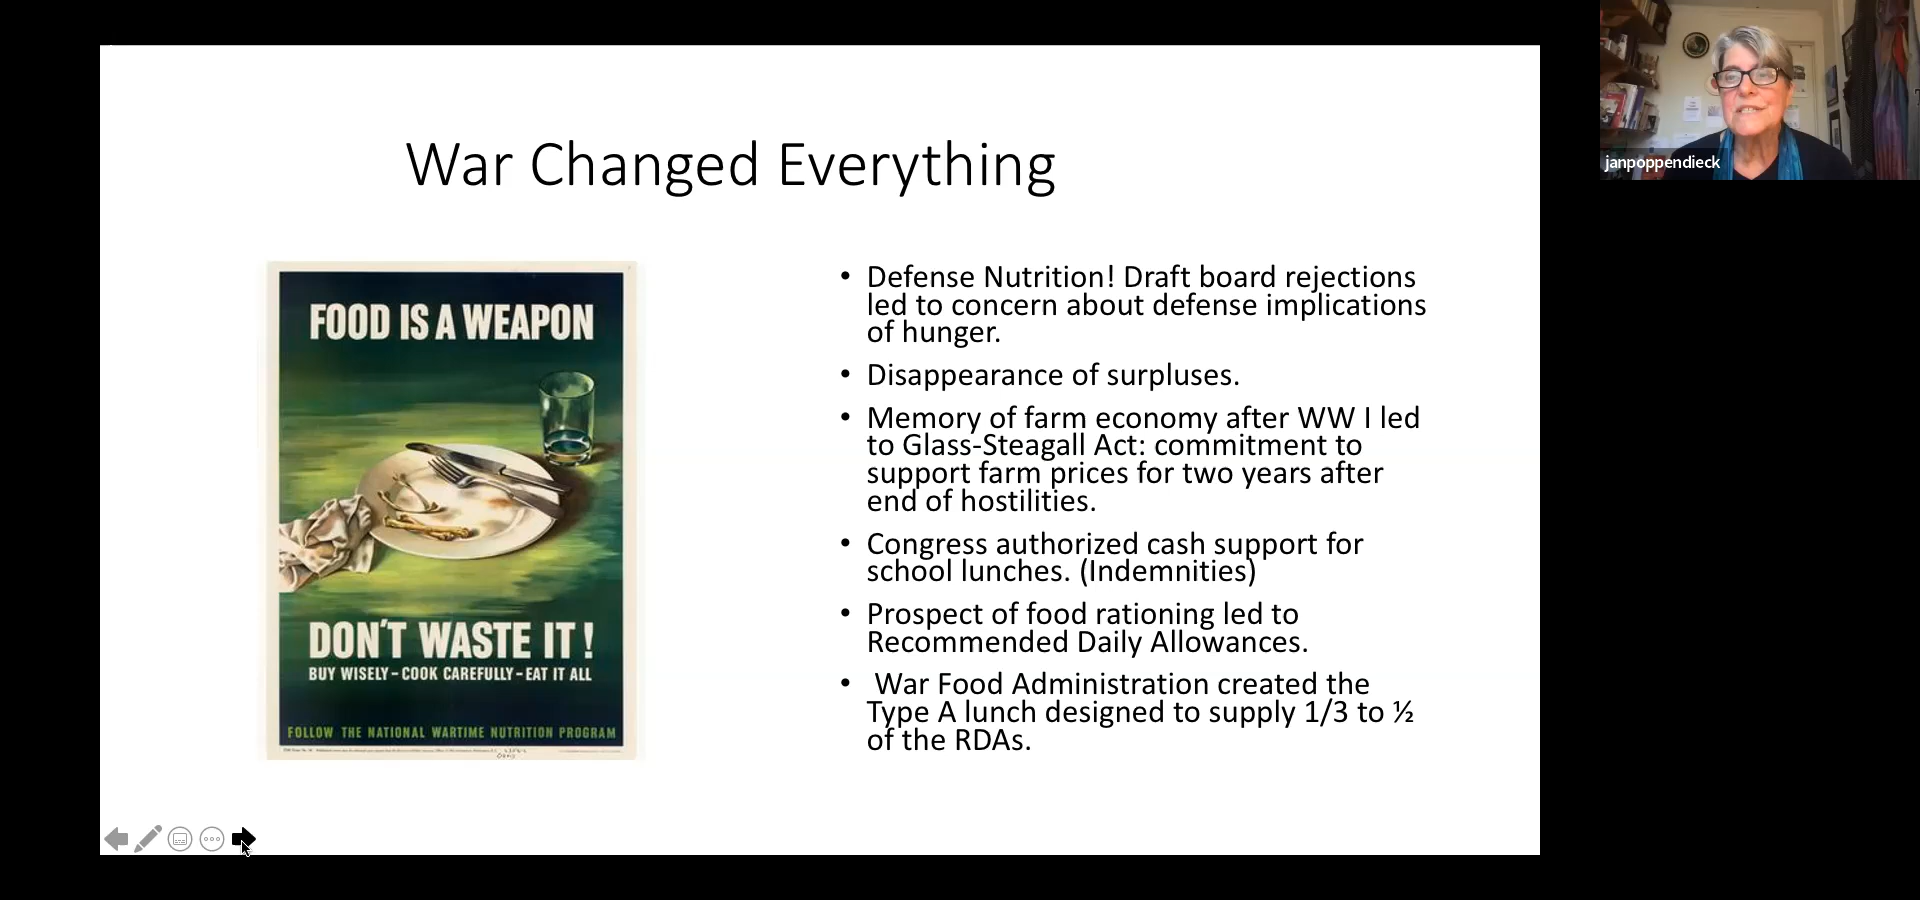 War Changed Everything
FOOD IS A WEAPON
DON'T WASTE IT!
BUY WISELY - COOK CAREFULLY - EAT IT ALL
FOLLOW THE NATIONAL WARTIME NUTRITION PROGRAM
• Defense Nutrition! Draft board rejections
led to concern about defense implications
of hunger.
• Disappearance of surpluses.
• Memory of farm economy after WW I led
to Glass-Steagall Act: commitment to
support farm prices for two years after
end of hostilities.
• Congress authorized cash support for
school lunches. (Indemnities)
• Prospect of food rationing led to
Recommended Daily Allowances.
• War Food Administration created the
Type A lunch designed to supply 1/3 to ½
of the RDAs.
janpoppendieck